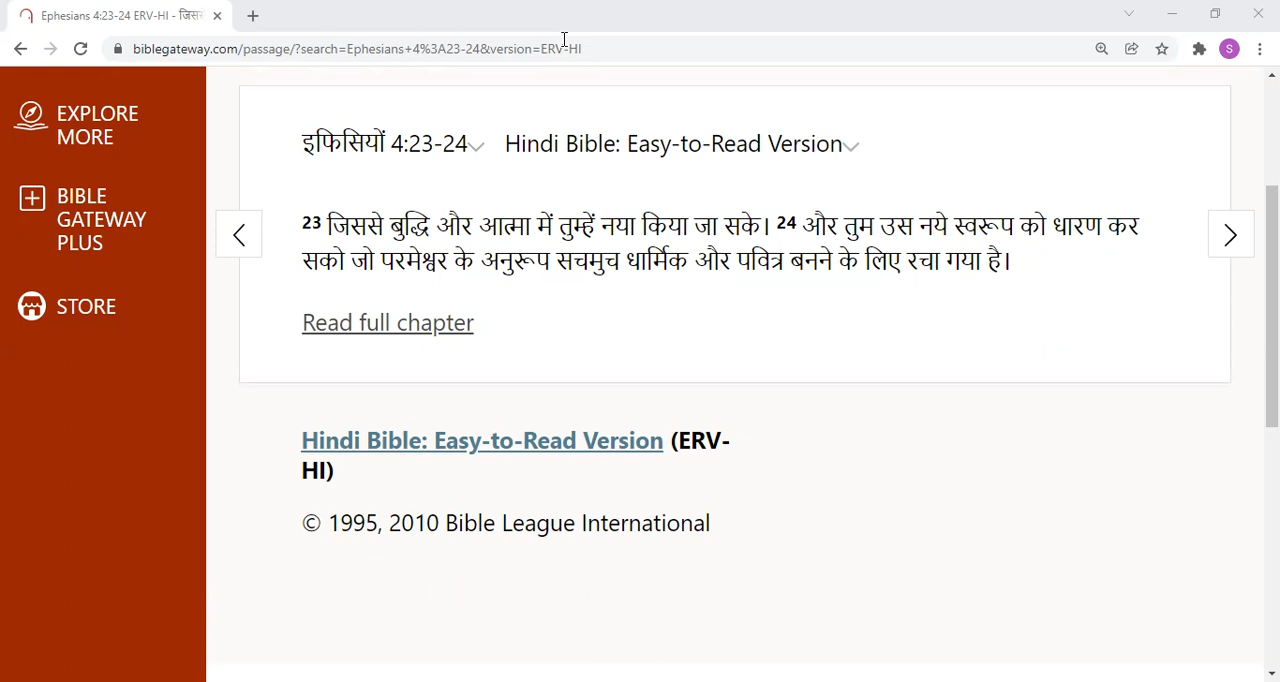 Ephesians 4:23-24 ERV-HI - जिस
biblegateway.com/passage/?search=Ephesians+4%3A23-24&version=ERV-HI
S
EXPLORE
MORE
BIBLE
GATEWAY
PLUS
STORE
इफिसियों 4:23-24 Hindi Bible: Easy-to-Read Version
23 जिससे बुद्धि और आत्मा में तुम्हें नया किया जा सके। 24 और तुम उस नये स्वरूप को धारण कर
सको जो परमेश्वर के अनुरूप सचमुच धार्मिक और पवित्र बनने के लिए रचा गया है।
Read full chapter
Hindi Bible: Easy-to-Read Version (ERV-
HI)
© 1995, 2010 Bible League International